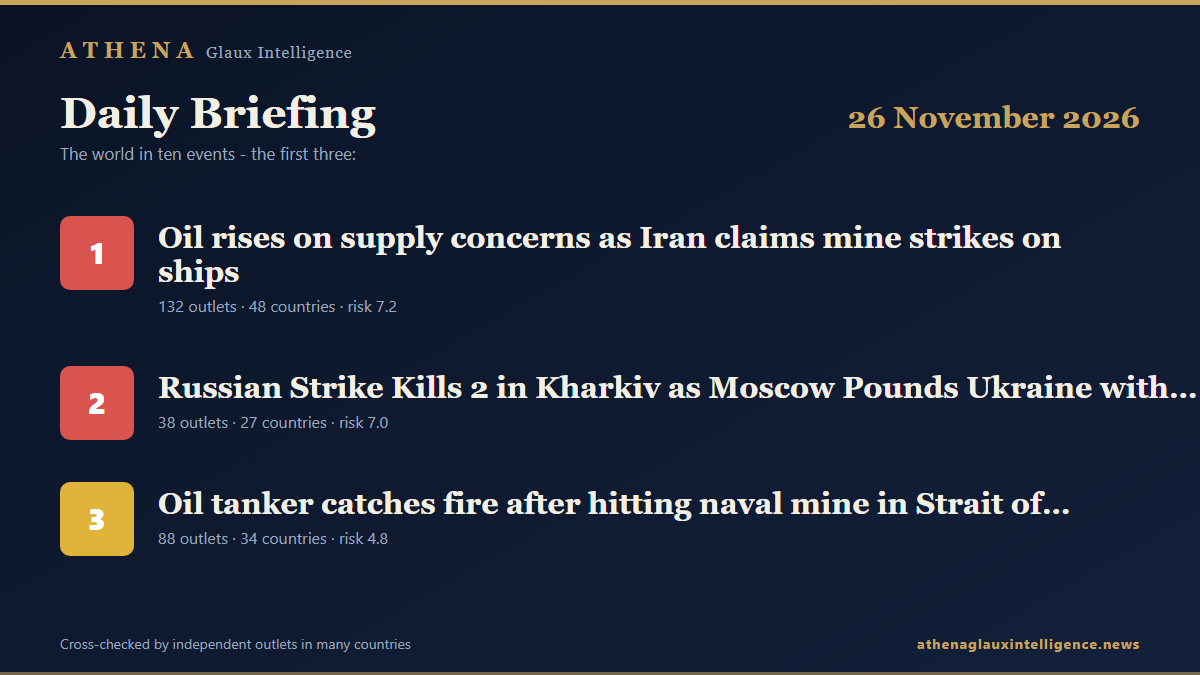 ATHENA Glaux Intelligence
Daily Briefing
26 November 2026
The world in ten events - the first three:
1
Oil rises on supply concerns as Iran claims mine strikes on
ships
132 outlets · 48 countries · risk 7.2
2
Russian Strike Kills 2 in Kharkiv as Moscow Pounds Ukraine with...
38 outlets · 27 countries · risk 7.0
3
Oil tanker catches fire after hitting naval mine in Strait of...
88 outlets · 34 countries · risk 4.8
Cross-checked by independent outlets in many countries
athenaglauxintelligence.news